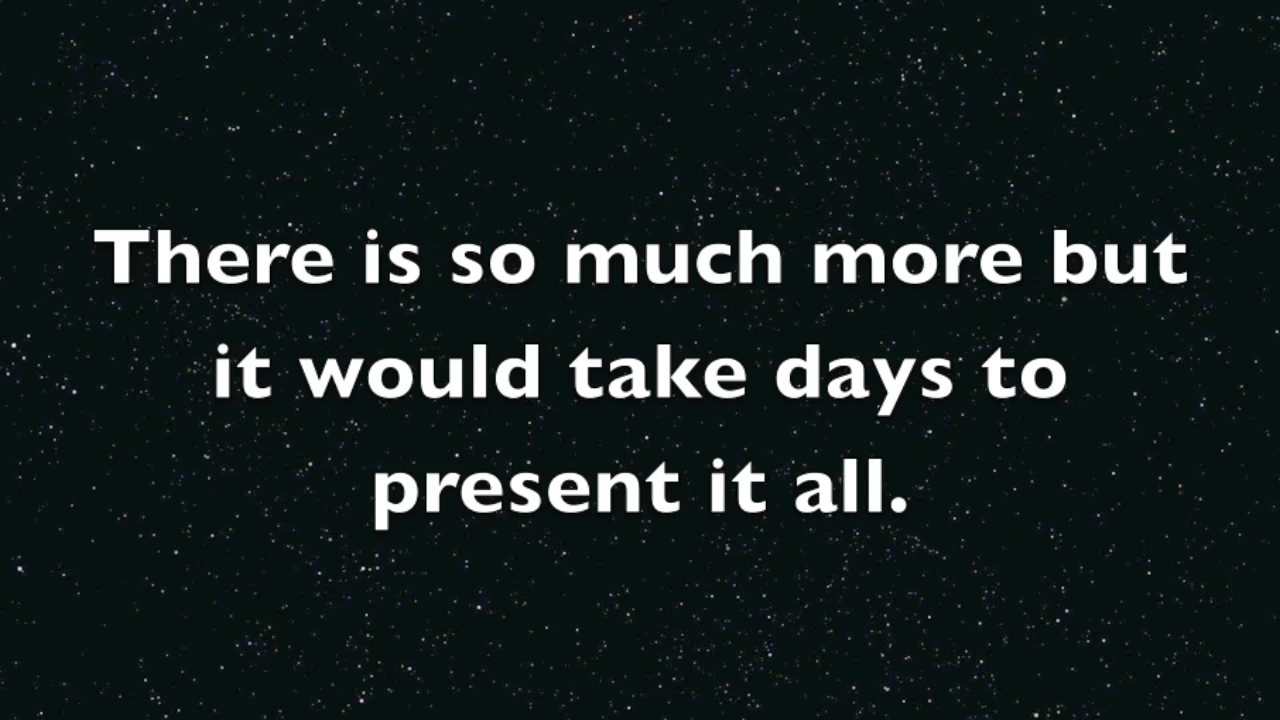 There is so much more but
it would take days to
present it all.